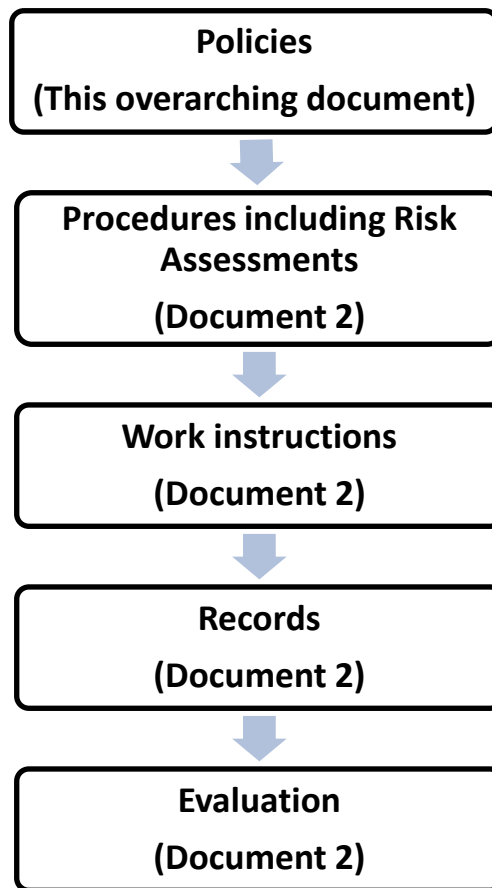 Policies
(This overarching document)
Procedures including Risk
Assessments
(Document 2)
Work instructions
(Document 2)
Records
(Document 2)
Evaluation
(Document 2)